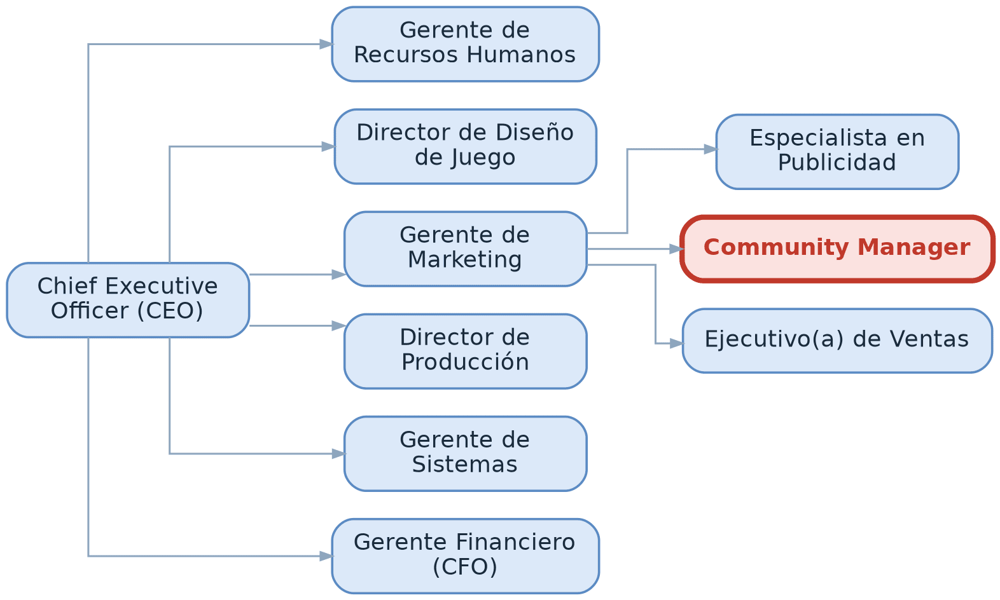 Gerente de
Recursos Humanos
Director de Diseño
de Juego
Especialista en
Publicidad
Gerente de
Marketing
Community Manager
Chief Executive
Officer (CEO)
Director de
Producción
Ejecutivo(a) de Ventas
Gerente de
Sistemas
Gerente Financiero
(CFO)